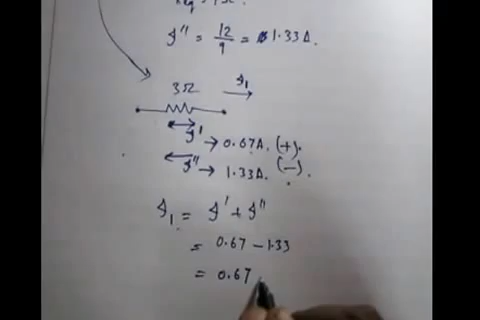 I'' = 12/9 = 1.33A.
3Ω I₁
I' → 0.67A. (+).
I'' → 1.33A. (−).
I₁ = I' + I''
= 0.67 − 1.33
= 0.67